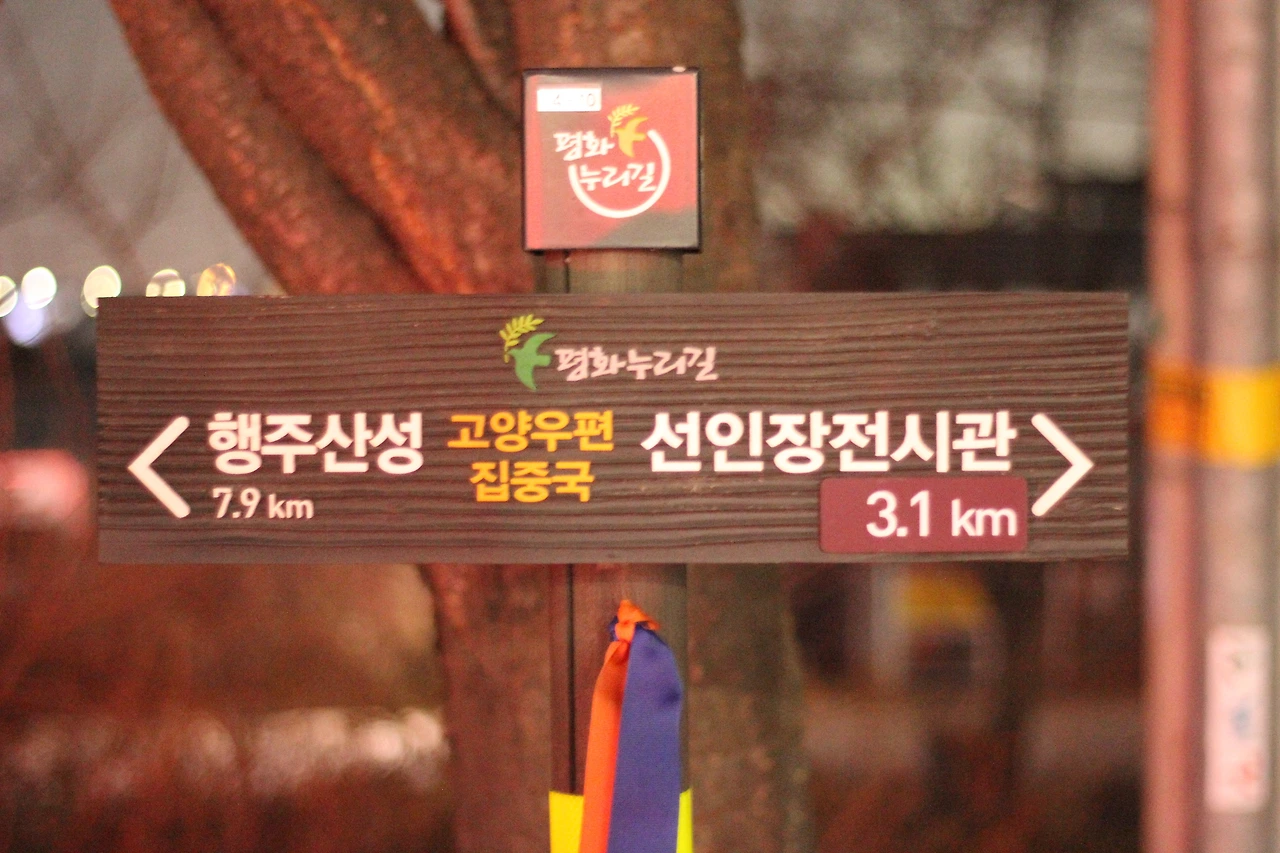 평화
누리길
평화누리길
행주산성
7.9 km
고양우편
집중국
선인장전시관
3.1 km